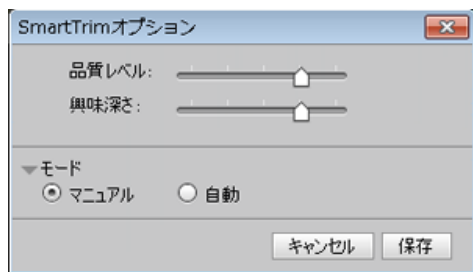 SmartTrimオプション
品質レベル:
興味深さ:
モード
マニュアル 自動
キャンセル 保存